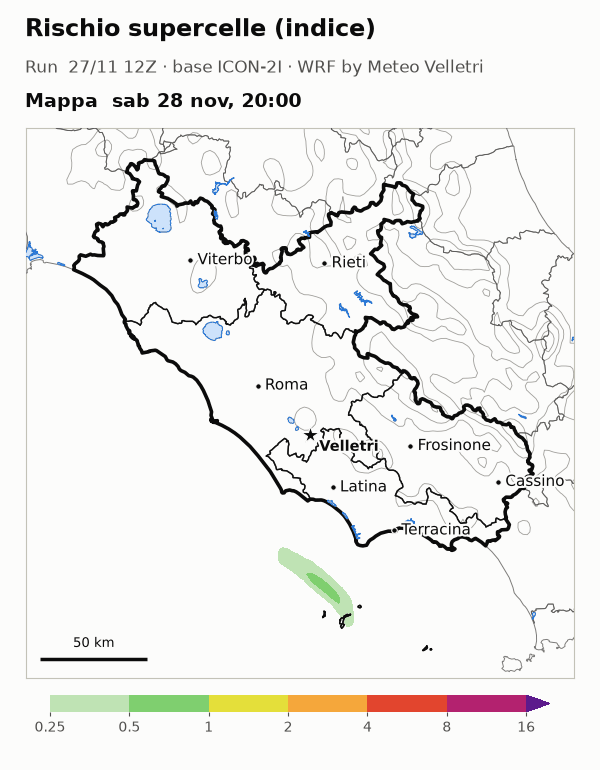 Rischio supercelle (indice)
Run  27/11 12Z · base ICON-2I · WRF by Meteo Velletri
Mappa  sab 28 nov, 20:00
Viterbo
Rieti
Roma
Velletri
Frosinone
Cassino
Latina
Terracina
50 km
0.25 0.5 1 2 4 8 16